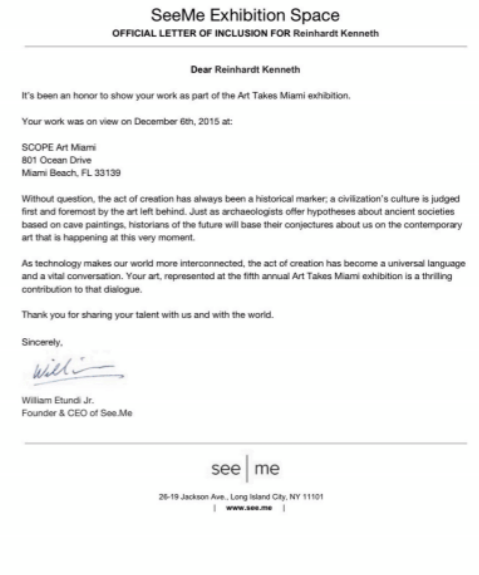 SeeMe Exhibition Space
OFFICIAL LETTER OF INCLUSION FOR Reinhardt Kenneth
Dear Reinhardt Kenneth
It's been an honor to show your work as part of the Art Takes Miami exhibition.
Your work was on view on December 6th, 2015 at:
SCOPE Art Miami
801 Ocean Drive
Miami Beach, FL 33139
Without question, the act of creation has always been a historical marker; a civilization's culture is judged
first and foremost by the art left behind. Just as archaeologists offer hypotheses about ancient societies
based on cave paintings, historians of the future will base their conjectures about us on the contemporary
art that is happening at this very moment.
As technology makes our world more interconnected, the act of creation has become a universal language
and a vital conversation. Your art, represented at the fifth annual Art Takes Miami exhibition is a thrilling
contribution to that dialogue.
Thank you for sharing your talent with us and with the world.
Sincerely,
Will
William Etundi Jr.
Founder & CEO of See.Me
see | me
26-19 Jackson Ave., Long Island City, NY 11101
| www.see.me |